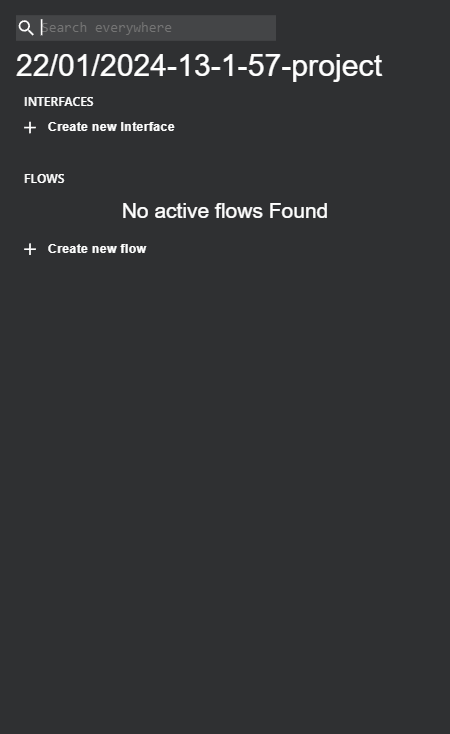 Search everywhere
22/01/2024-13-1-57-project
INTERFACES
Create new Interface
FLOWS
No active flows Found
Create new flow